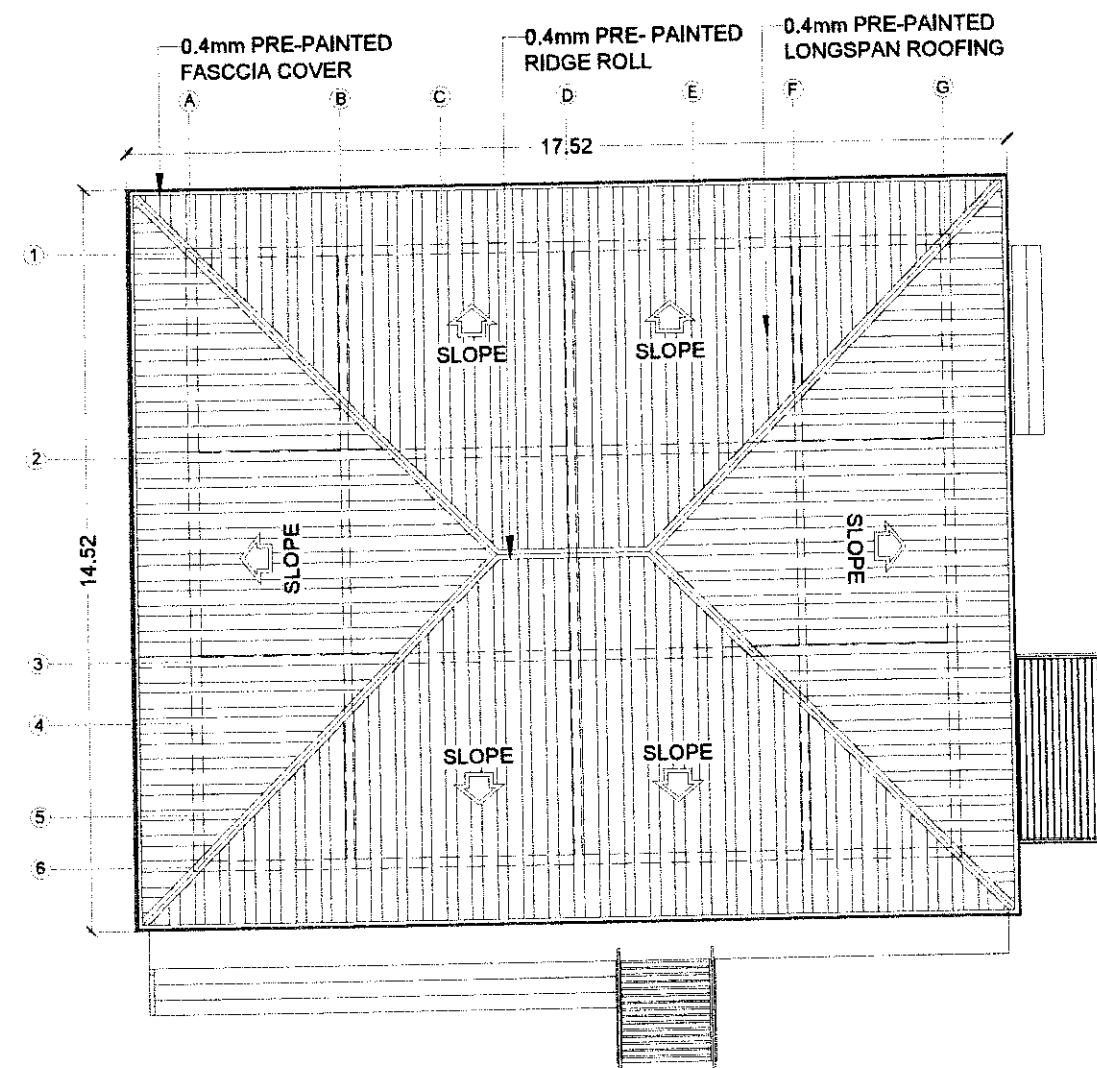 0.4mm PRE-PAINTED
FASCCIA COVER
0.4mm PRE- PAINTED
RIDGE ROLL
0.4mm PRE-PAINTED
LONGSPAN ROOFING
A B C D E F G
17.52
1
SLOPE SLOPE
2
14.52
SLOPE SLOPE
3
4
SLOPE SLOPE
5
6